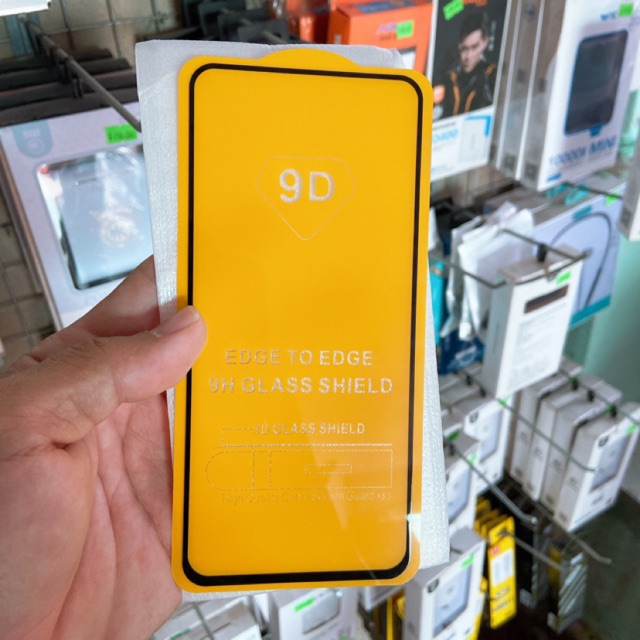 9D
EDGE TO EDGE
9H GLASS SHIELD
GLASS SHIELD
10000 MINI